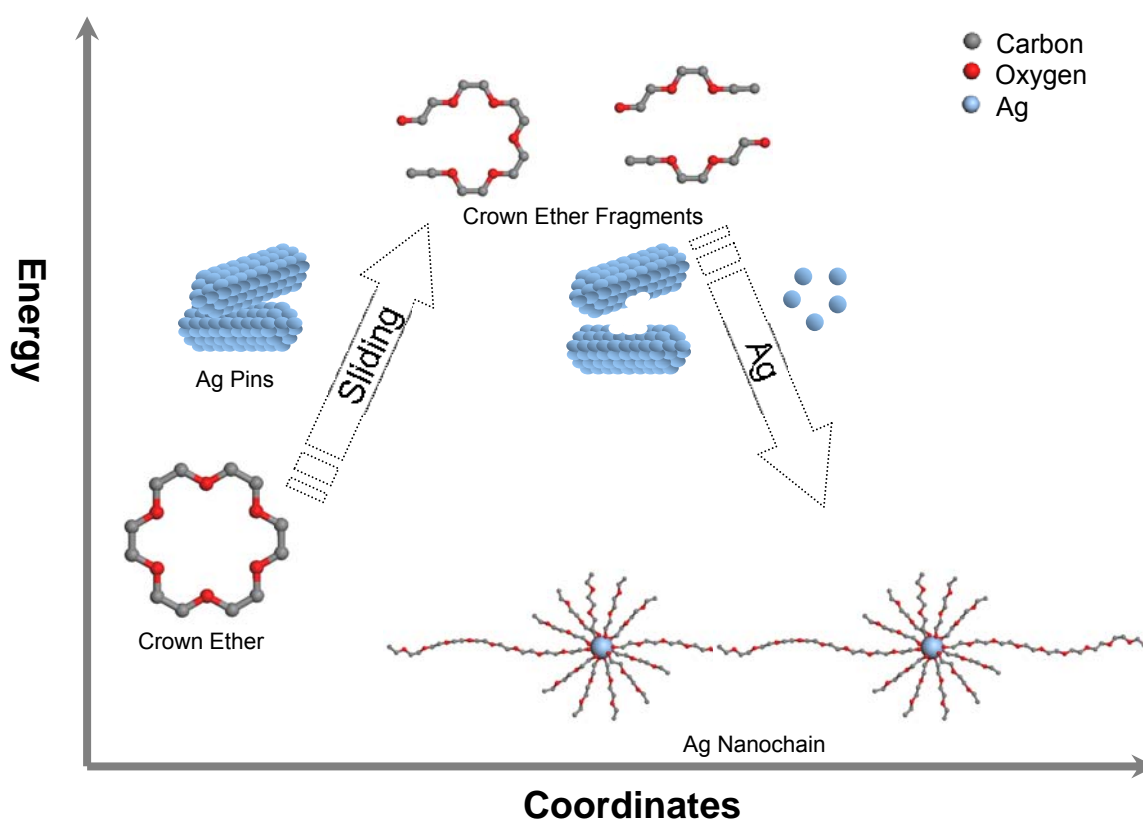 Carbon
Oxygen
Ag
Crown Ether Fragments
Energy
Sliding
Ag
Ag Pins
Crown Ether
Ag Nanochain
Coordinates